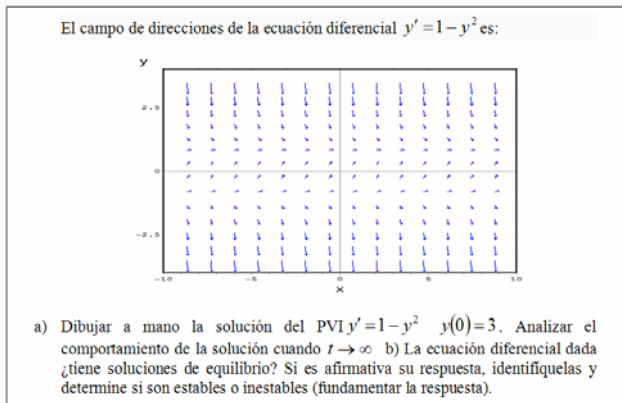 El campo de direcciones de la ecuación diferencial y' = 1 − y² es:
Y
2.5
0
−2.5
−10
−5
0
5
10
X
a) Dibujar a mano la solución del PVI y' = 1 − y² y(0) = 3. Analizar el
comportamiento de la solución cuando t → ∞ b) La ecuación diferencial dada
¿tiene soluciones de equilibrio? Si es afirmativa su respuesta, identifíquelas y
determine si son estables o inestables (fundamentar la respuesta).